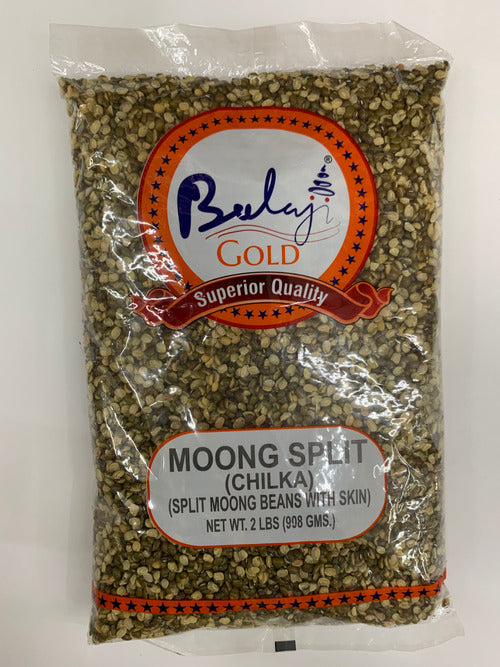 Balaji
®
GOLD
Superior Quality
MOONG SPLIT
(CHILKA)
(SPLIT MOONG BEANS WITH SKIN)
NET WT. 2 LBS (908 GMS.)